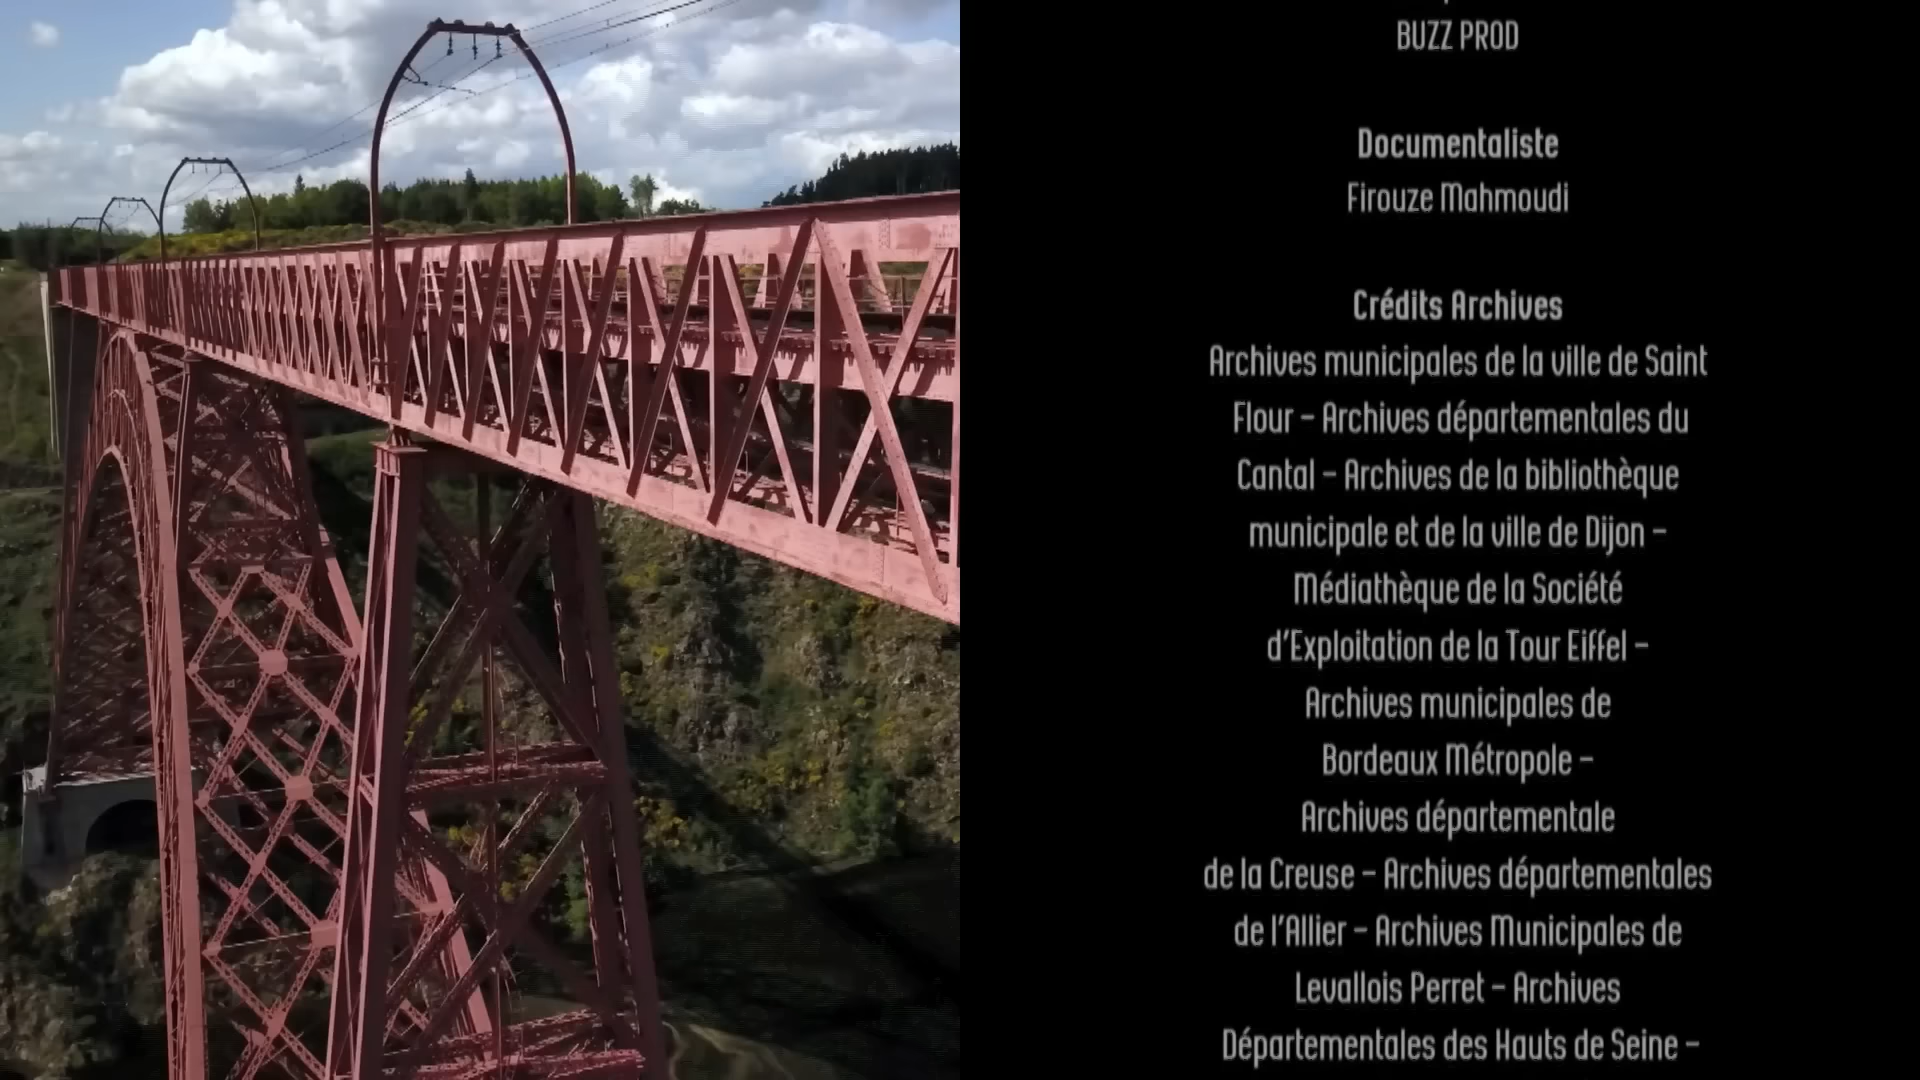 BUZZ PROD
Documentaliste
Firouze Mahmoudi
Crédits Archives
Archives municipales de la ville de Saint
Flour – Archives départementales du
Cantal – Archives de la bibliothèque
municipale et de la ville de Dijon –
Médiathèque de la Société
d'Exploitation de la Tour Eiffel –
Archives municipales de
Bordeaux Métropole –
Archives départementale
de la Creuse – Archives départementales
de l'Allier – Archives Municipales de
Levallois Perret – Archives
Départementales des Hauts de Seine –